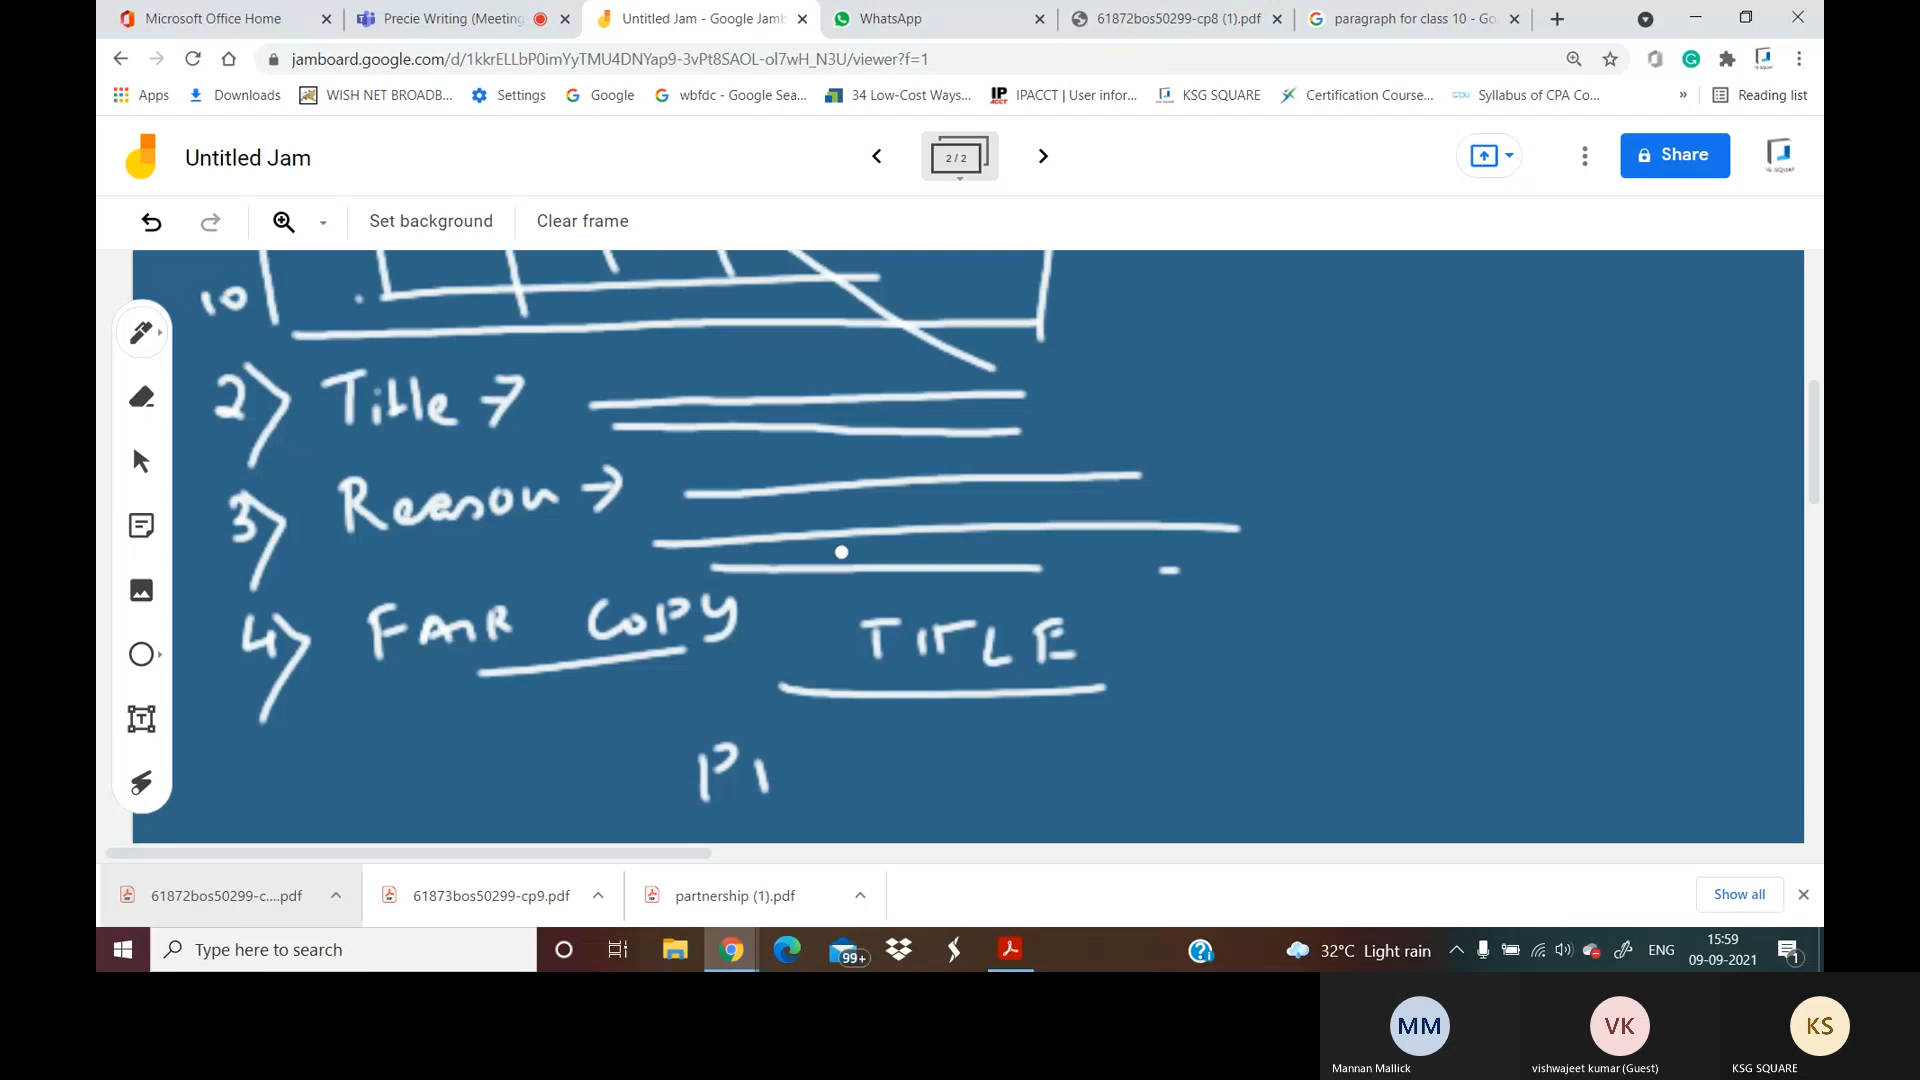 Microsoft Office Home
Precie Writing (Meeting
Untitled Jam - Google Jamb
WhatsApp
61872bos50299-cp8 (1).pdf
paragraph for class 10 - Go
jamboard.google.com/d/1kkrELLbP0imYyTMU4DNYap9-3vPt8SAOL-ol7wH_N3U/viewer?f=1
Apps
Downloads
WISH NET BROADB...
Settings
Google
wbfdc - Google Sea...
34 Low-Cost Ways...
IPACCT | User infor...
KSG SQUARE
Certification Course...
Syllabus of CPA Co...
»
Reading list
Untitled Jam
2 / 2
Share
Set background
Clear frame
10
2) Title →
3) Reason →
4) FAIR COPY
TITLE
P1
61872bos50299-c....pdf
61873bos50299-cp9.pdf
partnership (1).pdf
Show all
Type here to search
99+
32°C Light rain
ENG
15:59
09-09-2021
1
MM
VK
KS
Mannan Mallick
vishwajeet kumar (Guest)
KSG SQUARE